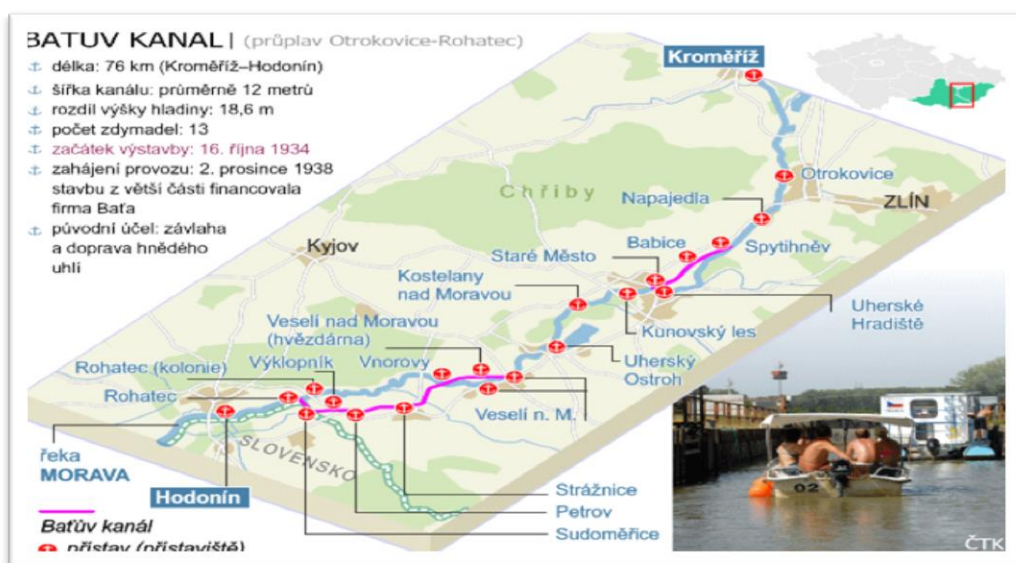 BAŤŮV KANÁL | (průplav Otrokovice-Rohatec)
délka: 76 km (Kroměříž–Hodonín)
šířka kanálu: průměrně 12 metrů
rozdíl výšky hladiny: 18,6 m
počet zdymadel: 13
začátek výstavby: 16. října 1934
zahájení provozu: 2. prosince 1938
stavbu z větší části financovala
firma Baťa
původní účel: závlaha
a doprava hnědého
uhlí
Kroměříž
Otrokovice
Chřiby
Napajedla
ZLÍN
Babice
Spytihněv
Kyjov
Staré Město
Kostelany
nad Moravou
Uherské
Hradiště
Veselí nad Moravou
(hvězdárna)
Kunovský les
Rohatec (kolonie)
Výklopník
Vnorovy
Uherský
Ostroh
Rohatec
Veselí n. M.
SLOVENSKO
řeka
MORAVA
Hodonín
Strážnice
Petrov
Sudoměřice
Baťův kanál
přístav (přístaviště)
02
ČTK